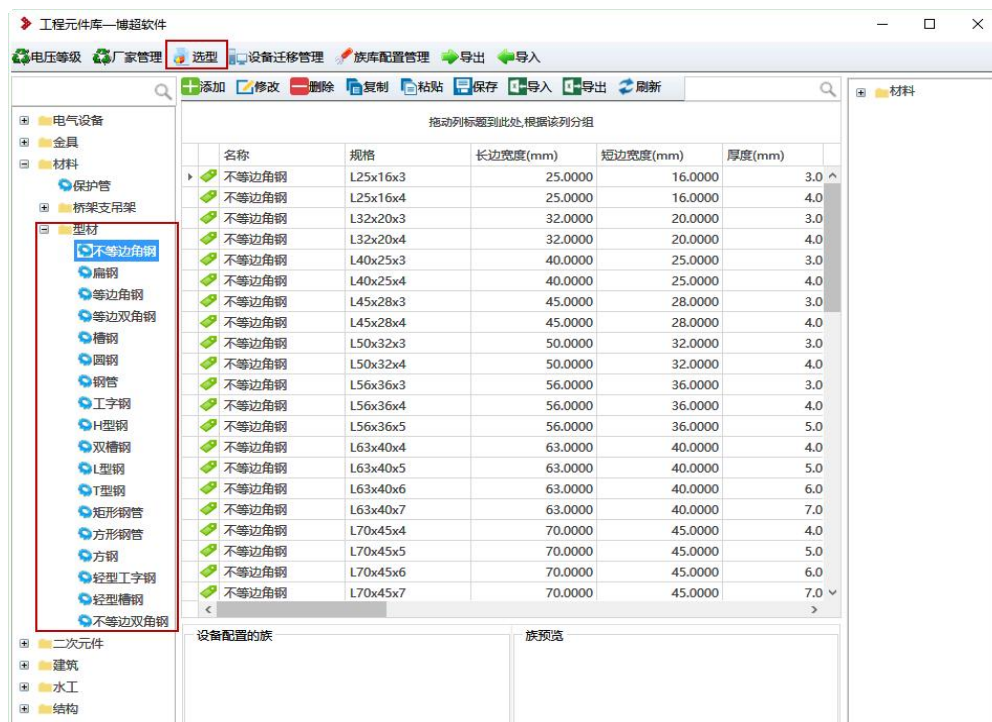 工程元件库—博超软件
电压等级 厂家管理 选型 设备迁移管理 族库配置管理 导出 导入
添加 修改 删除 复制 粘贴 保存 导入 导出 刷新
拖动列标题到此处,根据该列分组
电气设备
金具
材料
保护管
桥架支吊架
型材
不等边角钢
扁钢
等边角钢
等边双角钢
槽钢
圆钢
钢管
工字钢
H型钢
双槽钢
L型钢
T型钢
矩形钢管
方形钢管
方钢
轻型工字钢
轻型槽钢
不等边双角钢
二次元件
建筑
水工
结构
名称 规格 长边宽度(mm) 短边宽度(mm) 厚度(mm)
不等边角钢 L25x16x3 25.0000 16.0000 3.0
不等边角钢 L25x16x4 25.0000 16.0000 4.0
不等边角钢 L32x20x3 32.0000 20.0000 3.0
不等边角钢 L32x20x4 32.0000 20.0000 4.0
不等边角钢 L40x25x3 40.0000 25.0000 3.0
不等边角钢 L40x25x4 40.0000 25.0000 4.0
不等边角钢 L45x28x3 45.0000 28.0000 3.0
不等边角钢 L45x28x4 45.0000 28.0000 4.0
不等边角钢 L50x32x3 50.0000 32.0000 3.0
不等边角钢 L50x32x4 50.0000 32.0000 4.0
不等边角钢 L56x36x3 56.0000 36.0000 3.0
不等边角钢 L56x36x4 56.0000 36.0000 4.0
不等边角钢 L56x36x5 56.0000 36.0000 5.0
不等边角钢 L63x40x4 63.0000 40.0000 4.0
不等边角钢 L63x40x5 63.0000 40.0000 5.0
不等边角钢 L63x40x6 63.0000 40.0000 6.0
不等边角钢 L63x40x7 63.0000 40.0000 7.0
不等边角钢 L70x45x4 70.0000 45.0000 4.0
不等边角钢 L70x45x5 70.0000 45.0000 5.0
不等边角钢 L70x45x6 70.0000 45.0000 6.0
不等边角钢 L70x45x7 70.0000 45.0000 7.0
设备配置的族
族预览
材料